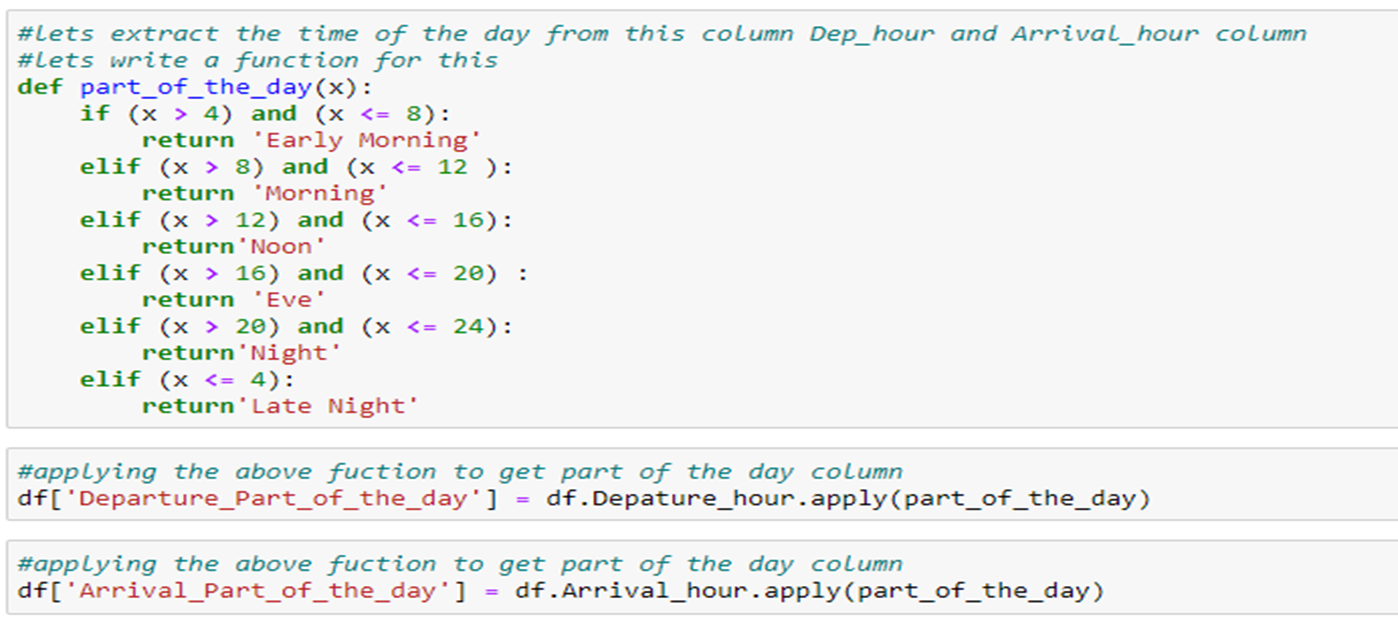 #lets extract the time of the day from this column Dep_hour and Arrival_hour column
#lets write a function for this
def part_of_the_day(x):
    if (x > 4) and (x <= 8):
        return 'Early Morning'
    elif (x > 8) and (x <= 12 ):
        return 'Morning'
    elif (x > 12) and (x <= 16):
        return'Noon'
    elif (x > 16) and (x <= 20) :
        return 'Eve'
    elif (x > 20) and (x <= 24):
        return'Night'
    elif (x <= 4):
        return'Late Night'
#applying the above fuction to get part of the day column
df['Departure_Part_of_the_day'] = df.Depature_hour.apply(part_of_the_day)
#applying the above fuction to get part of the day column
df['Arrival_Part_of_the_day'] = df.Arrival_hour.apply(part_of_the_day)